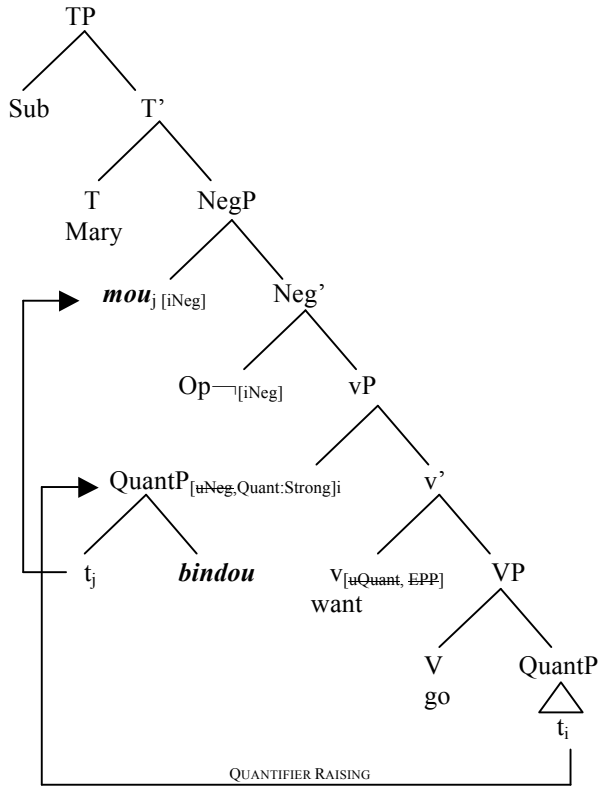 TP
Sub T’
T NegP
Mary
mouj [iNeg] Neg’
Op¬[iNeg] vP
QuantP[uNeg,Quant:Strong]i v’
tj bindou v[uQuant, EPP] VP
want
V QuantP
go
ti
QUANTIFIER RAISING